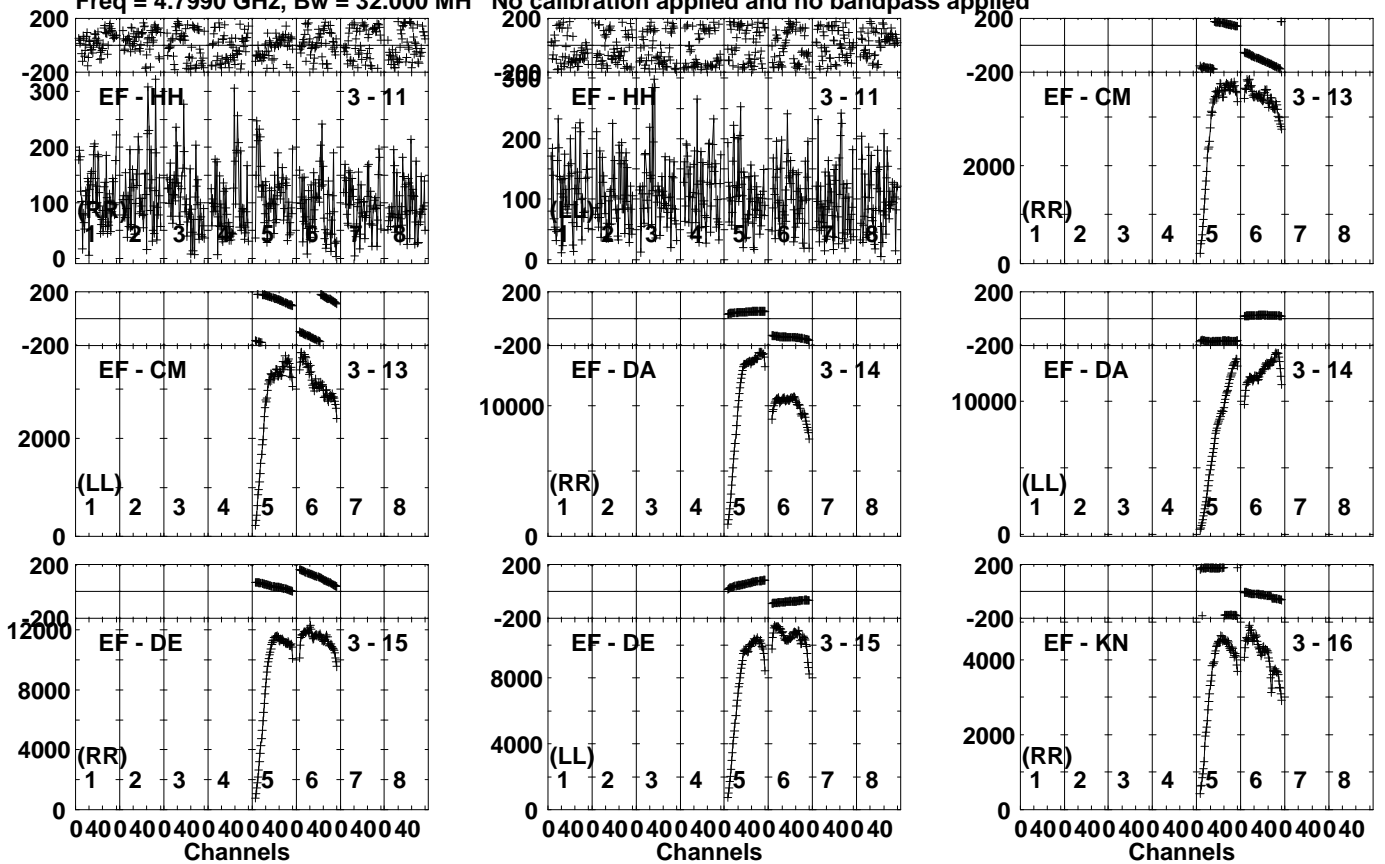 Freq = 4.7990 GHz, Bw = 32.000 MH No calibration applied and no bandpass applied
200
-200
300
200
100
0
EF - HH 3 - 11
(RR)
1 2 3 4 5 6 7 8
200
-200
300
200
100
0
EF - HH 3 - 11
(LL)
1 2 3 4 5 6 7 8
200
-200
2000
0
EF - CM 3 - 13
(RR)
1 2 3 4 5 6 7 8
200
-200
2000
0
EF - CM 3 - 13
(LL)
1 2 3 4 5 6 7 8
200
-200
10000
0
EF - DA 3 - 14
(RR)
1 2 3 4 5 6 7 8
200
-200
10000
0
EF - DA 3 - 14
(LL)
1 2 3 4 5 6 7 8
200
-200
12000
8000
4000
0
EF - DE 3 - 15
(RR)
1 2 3 4 5 6 7 8
0 40 0 40 0 40 0 40 0 40 0 40 0 40 0 40
Channels
200
-200
8000
4000
0
EF - DE 3 - 15
(LL)
1 2 3 4 5 6 7 8
0 40 0 40 0 40 0 40 0 40 0 40 0 40 0 40
200
-200
4000
2000
0
EF - KN 3 - 16
(RR)
1 2 3 4 5 6 7 8
0 40 0 40 0 40 0 40 0 40 0 40 0 40 0 40
Channels